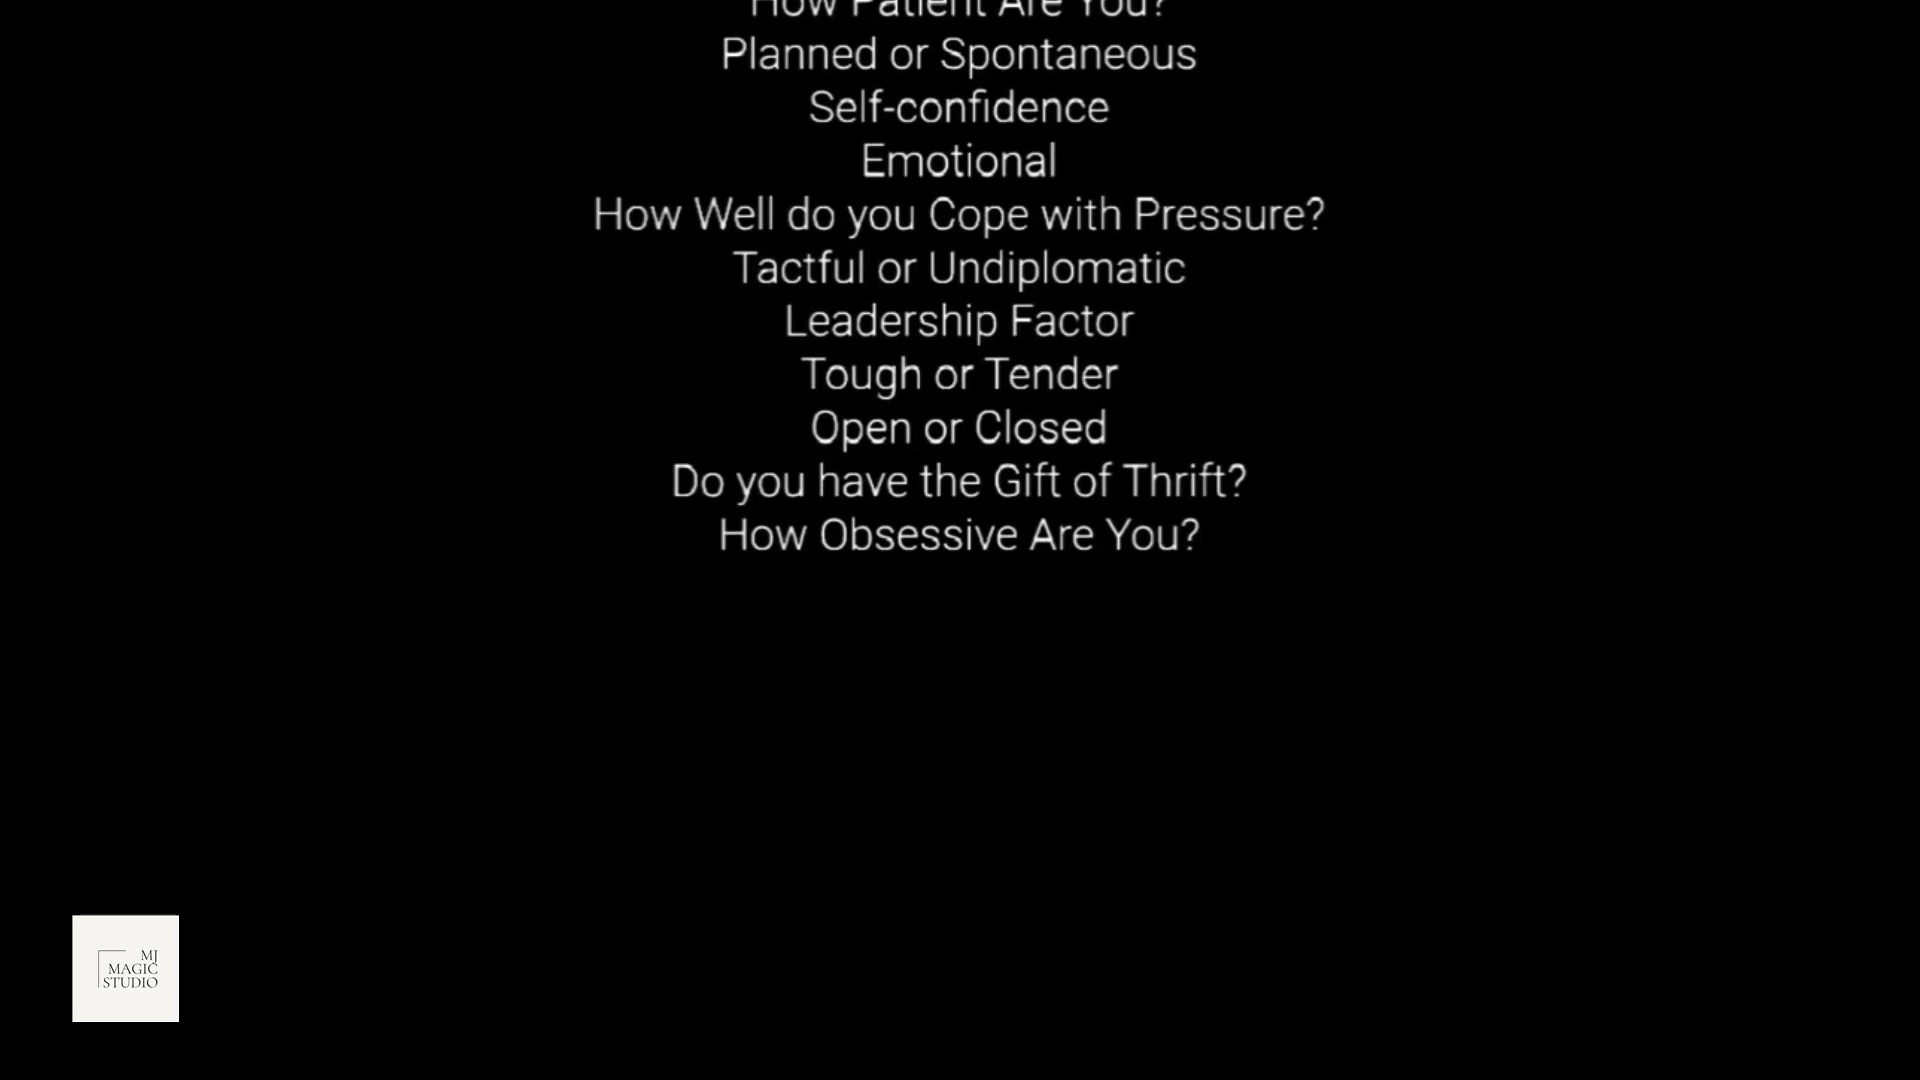 How Patient Are You?
Planned or Spontaneous
Self-confidence
Emotional
How Well do you Cope with Pressure?
Tactful or Undiplomatic
Leadership Factor
Tough or Tender
Open or Closed
Do you have the Gift of Thrift?
How Obsessive Are You?
MJ
MAGIC
STUDIO